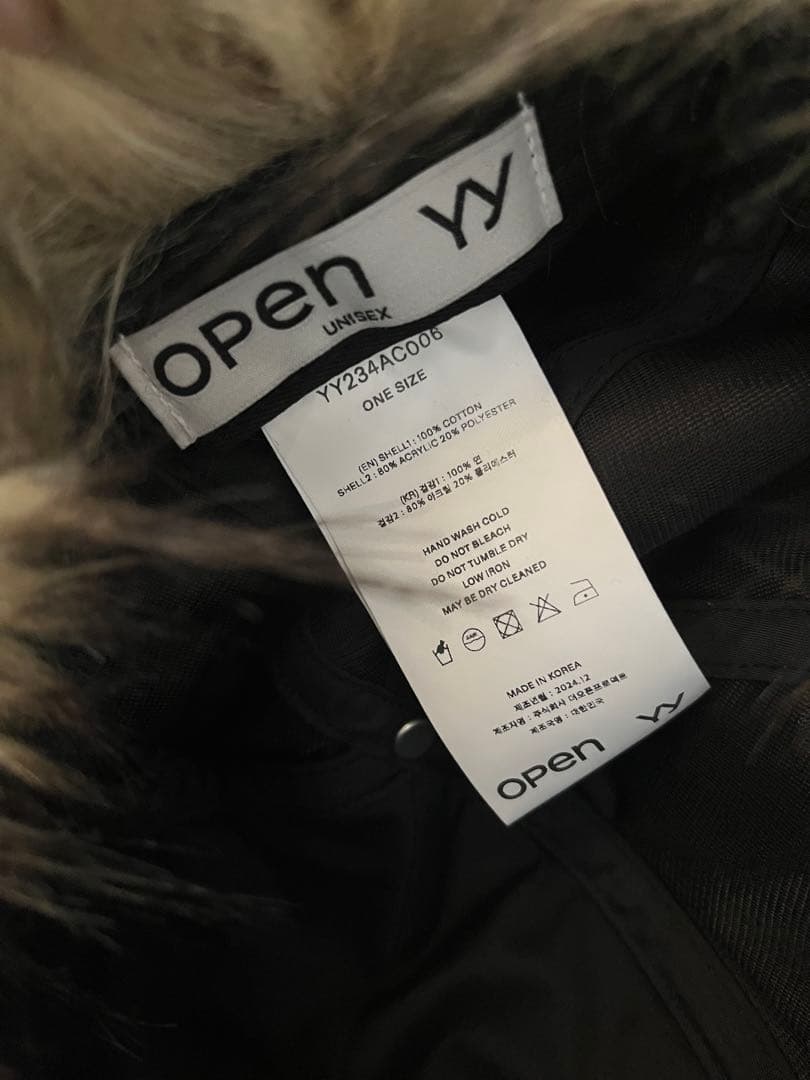 OPEN YY
UNISEX
YY234AC006
ONE SIZE
(EN) SHELL1 : 100% COTTON
SHELL2 : 80% ACRYLIC 20% POLYESTER
(KR) 겉감1 : 100% 면
겉감2 : 80% 아크릴 20% 폴리에스터
HAND WASH COLD
DO NOT BLEACH
DO NOT TUMBLE DRY
LOW IRON
MAY BE DRY CLEANED
MADE IN KOREA
제조년월 : 2024.12
제조자명 : 주식회사 더오픈프로덕트
제조국명 : 대한민국
OPEN YY